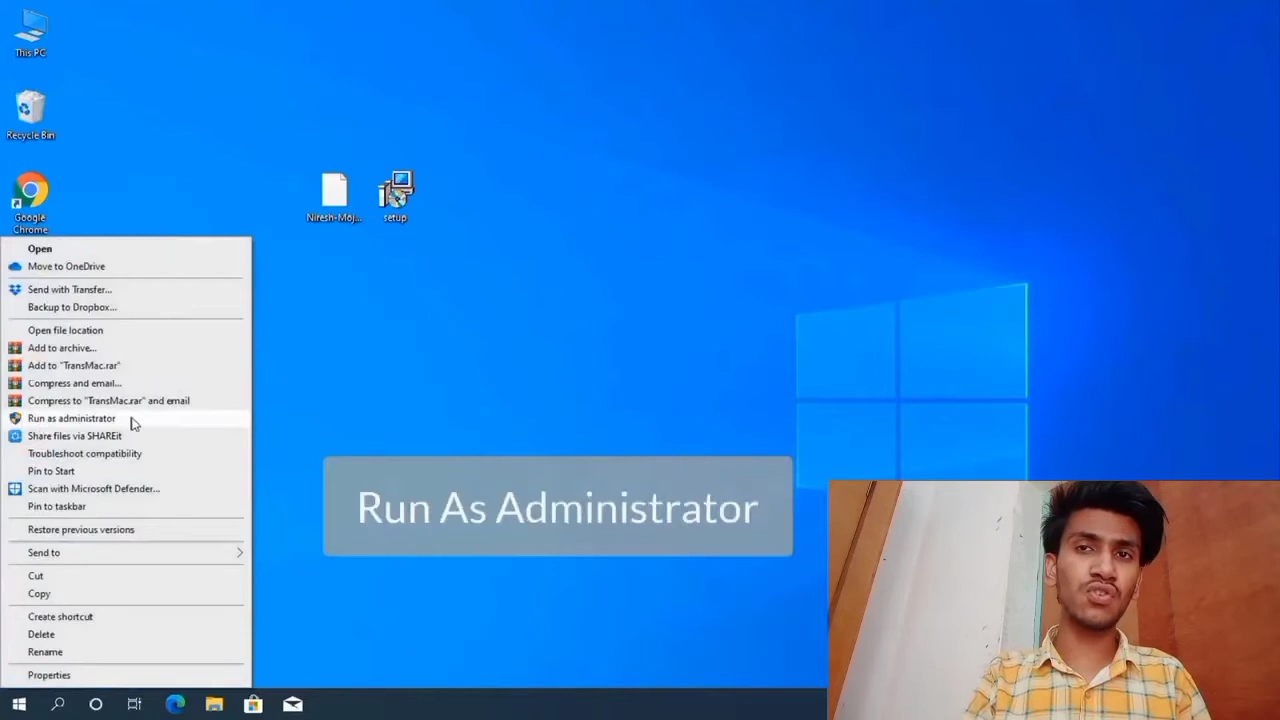 This PC
Recycle Bin
Google
Chrome
Niresh-Moj...
setup
Open
Move to OneDrive
Send with Transfer...
Backup to Dropbox...
Open file location
Add to archive...
Add to "TransMac.rar"
Compress and email...
Compress to "TransMac.rar" and email
Run as administrator
Share files via SHAREit
Troubleshoot compatibility
Pin to Start
Scan with Microsoft Defender...
Pin to taskbar
Restore previous versions
Send to
Cut
Copy
Create shortcut
Delete
Rename
Properties
Run As Administrator